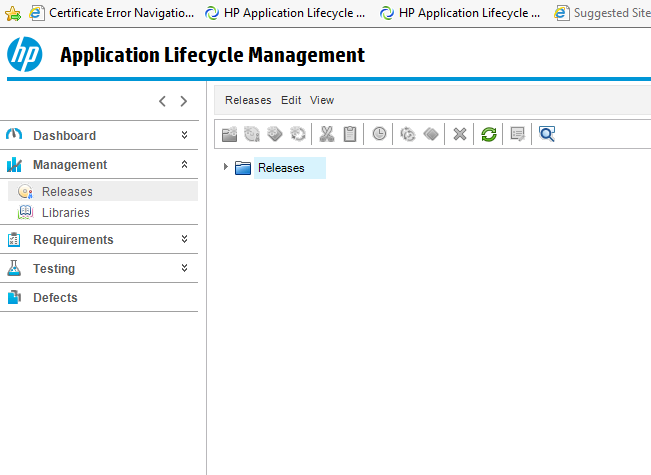 Certificate Error Navigatio... HP Application Lifecycle ... HP Application Lifecycle ... Suggested Site
hp Application Lifecycle Management
Releases Edit View
Dashboard
Management
Releases
Libraries
Requirements
Testing
Defects
Releases